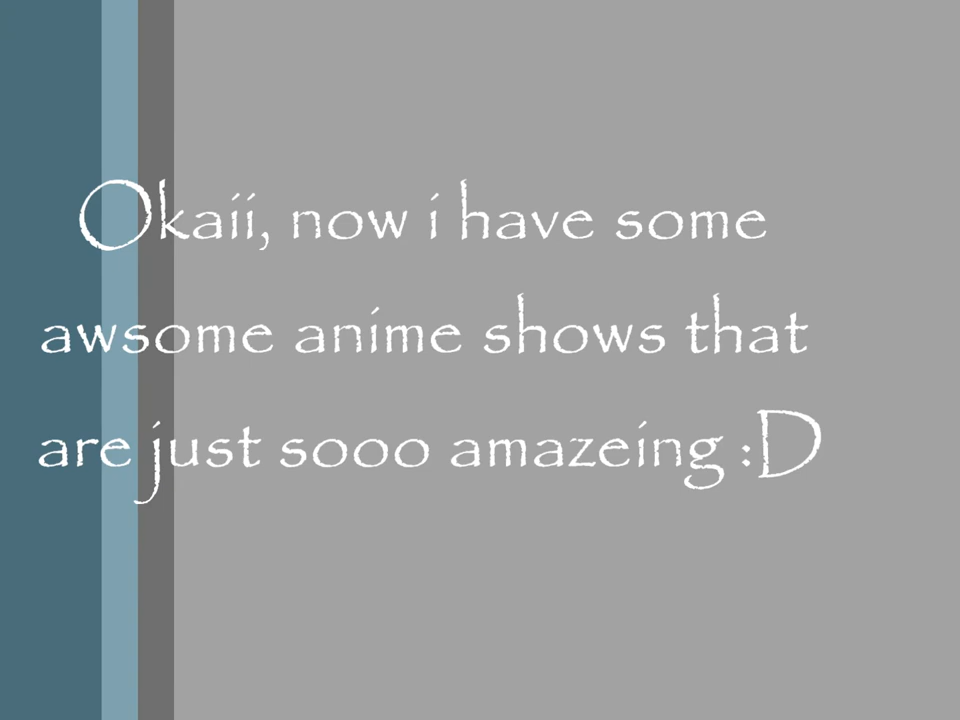 Okaii, now i have some
awsome anime shows that
are just sooo amazeing :D